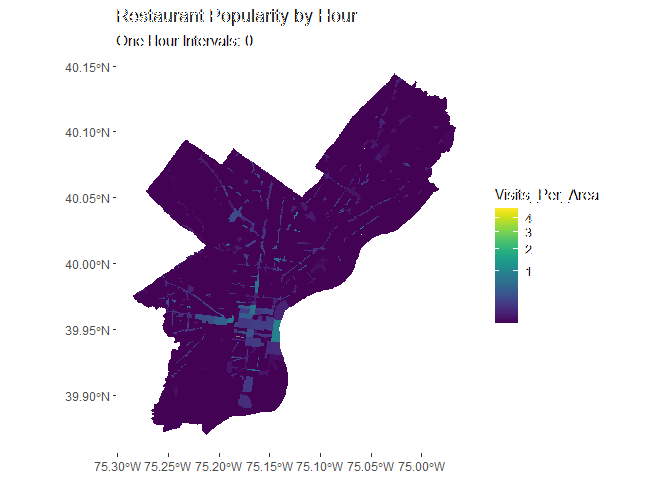 Restaurant Popularity by Hour
One Hour Intervals: 0
40.15°N
40.10°N
40.05°N
40.00°N
39.95°N
39.90°N
75.30°W 75.25°W 75.20°W 75.15°W 75.10°W 75.05°W 75.00°W
Visits_Per_Area
4
3
2
1